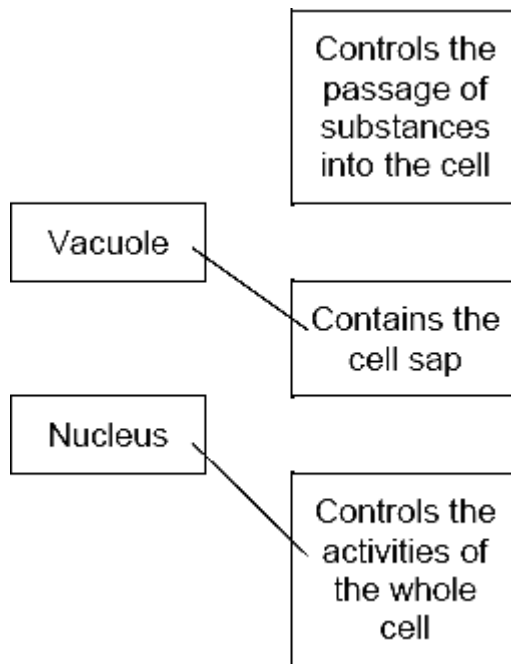 Controls the
passage of
substances
into the cell
Vacuole
Contains the
cell sap
Nucleus
Controls the
activities of
the whole
cell